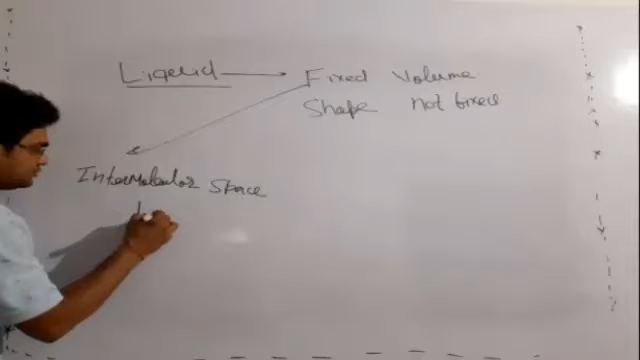 Liquid → Fixed Volume
Shape not fixed
Intermolecular Space